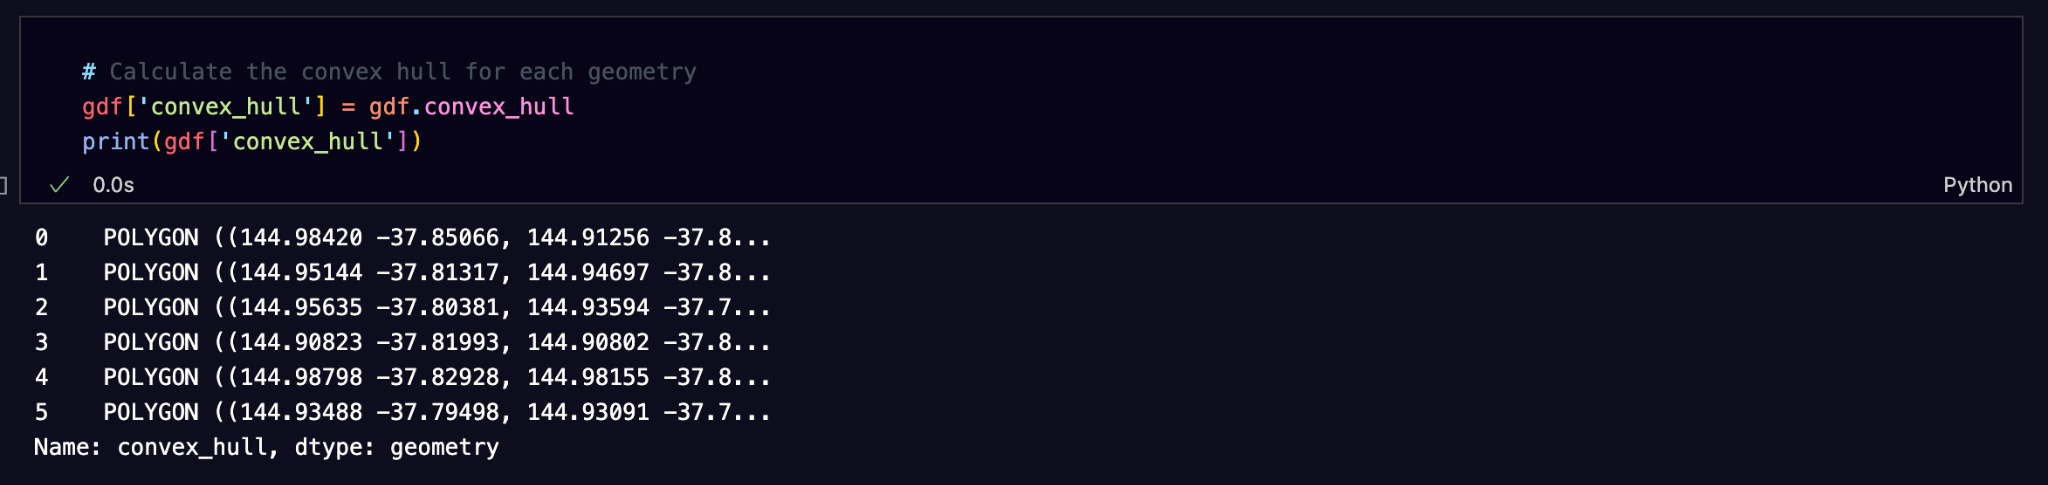 # Calculate the convex hull for each geometry
gdf['convex_hull'] = gdf.convex_hull
print(gdf['convex_hull'])
0.0s
Python
0 POLYGON ((144.98420 -37.85066, 144.91256 -37.8...
1 POLYGON ((144.95144 -37.81317, 144.94697 -37.8...
2 POLYGON ((144.95635 -37.80381, 144.93594 -37.7...
3 POLYGON ((144.90823 -37.81993, 144.90802 -37.8...
4 POLYGON ((144.98798 -37.82928, 144.98155 -37.8...
5 POLYGON ((144.93488 -37.79498, 144.93091 -37.7...
Name: convex_hull, dtype: geometry